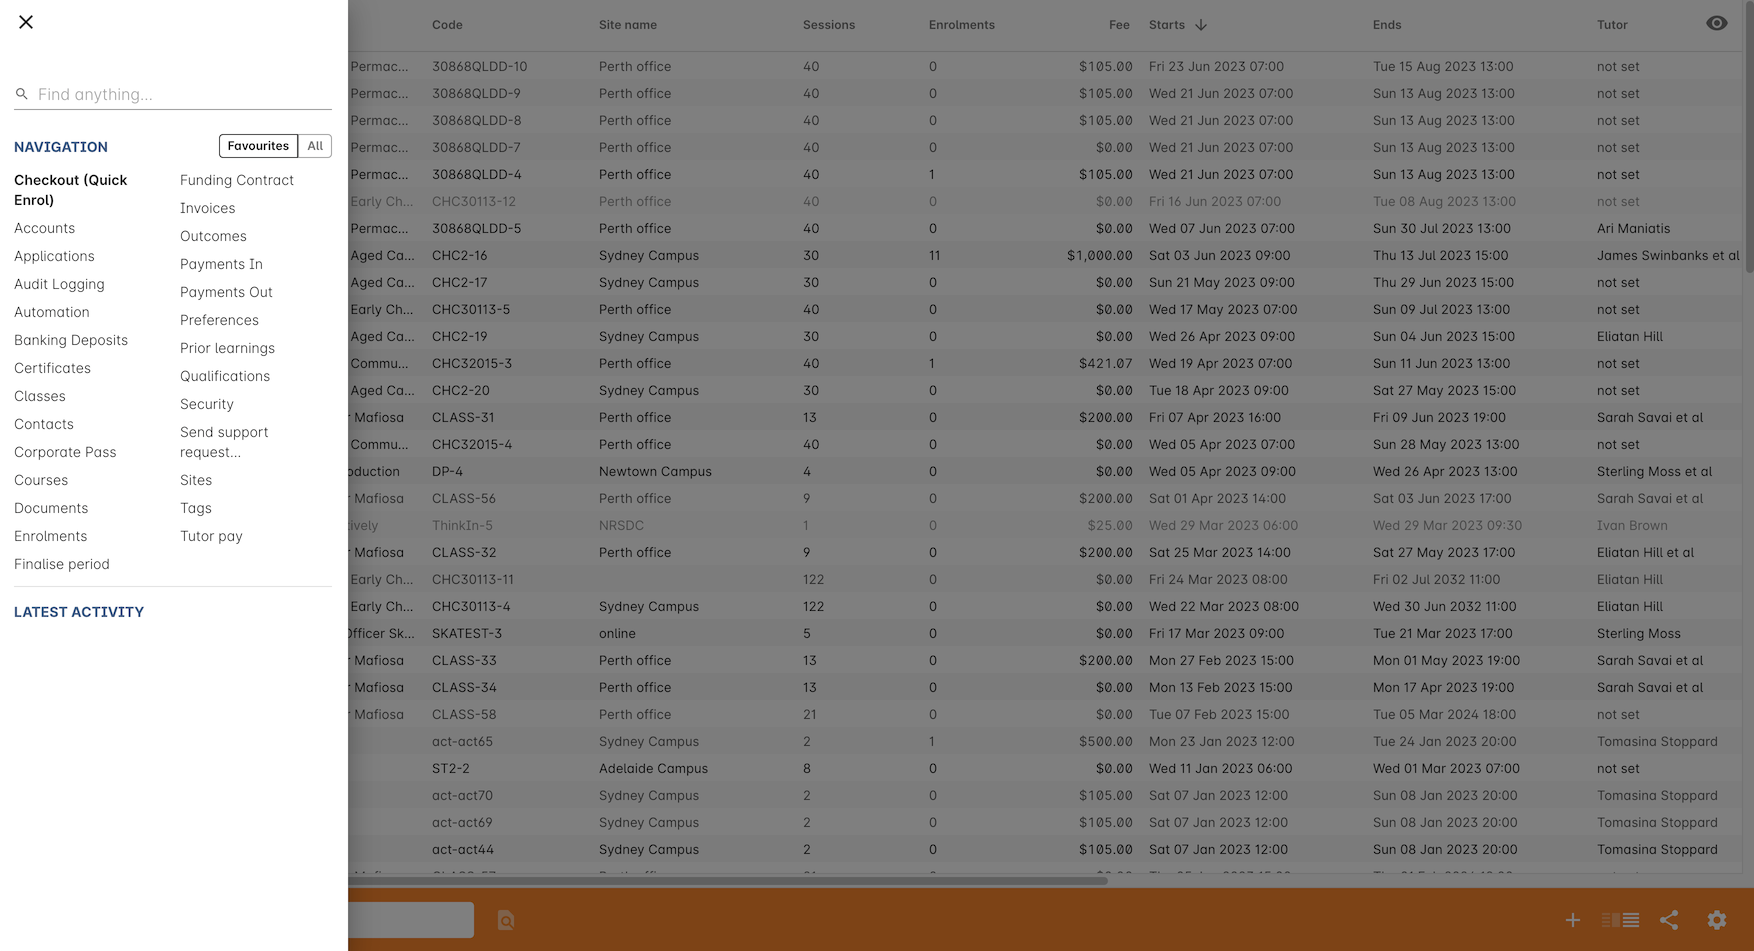 Find anything...
NAVIGATION
Favourites
All
Checkout (Quick
Enrol)
Accounts
Applications
Audit Logging
Automation
Banking Deposits
Certificates
Classes
Contacts
Corporate Pass
Courses
Documents
Enrolments
Finalise period
Funding Contract
Invoices
Outcomes
Payments In
Payments Out
Preferences
Prior learnings
Qualifications
Security
Send support
request...
Sites
Tags
Tutor pay
LATEST ACTIVITY
Code Site name Sessions Enrolments Fee Starts Ends Tutor
Permac... 30868QLDD-10 Perth office 40 0 $105.00 Fri 23 Jun 2023 07:00 Tue 15 Aug 2023 13:00 not set
Permac... 30868QLDD-9 Perth office 40 0 $105.00 Wed 21 Jun 2023 07:00 Sun 13 Aug 2023 13:00 not set
Permac... 30868QLDD-8 Perth office 40 0 $105.00 Wed 21 Jun 2023 07:00 Sun 13 Aug 2023 13:00 not set
Permac... 30868QLDD-7 Perth office 40 0 $0.00 Wed 21 Jun 2023 07:00 Sun 13 Aug 2023 13:00 not set
Permac... 30868QLDD-4 Perth office 40 1 $105.00 Wed 21 Jun 2023 07:00 Sun 13 Aug 2023 13:00 not set
Early Ch... CHC30113-12 Perth office 40 0 $0.00 Fri 16 Jun 2023 07:00 Tue 08 Aug 2023 13:00 not set
Permac... 30868QLDD-5 Perth office 40 0 $0.00 Wed 07 Jun 2023 07:00 Sun 30 Jul 2023 13:00 Ari Maniatis
Aged Ca... CHC2-16 Sydney Campus 30 11 $1,000.00 Sat 03 Jun 2023 09:00 Thu 13 Jul 2023 15:00 James Swinbanks et al
Aged Ca... CHC2-17 Sydney Campus 30 0 $0.00 Sun 21 May 2023 09:00 Thu 29 Jun 2023 15:00 not set
Early Ch... CHC30113-5 Perth office 40 0 $0.00 Wed 17 May 2023 07:00 Sun 09 Jul 2023 13:00 not set
Aged Ca... CHC2-19 Sydney Campus 30 0 $0.00 Wed 26 Apr 2023 09:00 Sun 04 Jun 2023 15:00 Eliatan Hill
Commu... CHC32015-3 Perth office 40 1 $421.07 Wed 19 Apr 2023 07:00 Sun 11 Jun 2023 13:00 not set
Aged Ca... CHC2-20 Sydney Campus 30 0 $0.00 Tue 18 Apr 2023 09:00 Sat 27 May 2023 15:00 not set
r Mafiosa CLASS-31 Perth office 13 0 $200.00 Fri 07 Apr 2023 16:00 Fri 09 Jun 2023 19:00 Sarah Savai et al
Commu... CHC32015-4 Perth office 40 0 $0.00 Wed 05 Apr 2023 07:00 Sun 28 May 2023 13:00 not set
oduction DP-4 Newtown Campus 4 0 $0.00 Wed 05 Apr 2023 09:00 Wed 26 Apr 2023 13:00 Sterling Moss et al
r Mafiosa CLASS-56 Perth office 9 0 $200.00 Sat 01 Apr 2023 14:00 Sat 03 Jun 2023 17:00 Sarah Savai et al
ively ThinkIn-5 NRSDC 1 0 $25.00 Wed 29 Mar 2023 06:00 Wed 29 Mar 2023 09:30 Ivan Brown
r Mafiosa CLASS-32 Perth office 9 0 $200.00 Sat 25 Mar 2023 14:00 Sat 27 May 2023 17:00 Eliatan Hill et al
Early Ch... CHC30113-11 122 0 $0.00 Fri 24 Mar 2023 08:00 Fri 02 Jul 2032 11:00 Eliatan Hill
Early Ch... CHC30113-4 Sydney Campus 122 0 $0.00 Wed 22 Mar 2023 08:00 Wed 30 Jun 2032 11:00 Eliatan Hill
Officer Sk... SKATEST-3 online 5 0 $0.00 Fri 17 Mar 2023 09:00 Tue 21 Mar 2023 17:00 Sterling Moss
r Mafiosa CLASS-33 Perth office 13 0 $200.00 Mon 27 Feb 2023 15:00 Mon 01 May 2023 19:00 Sarah Savai et al
r Mafiosa CLASS-34 Perth office 13 0 $0.00 Mon 13 Feb 2023 15:00 Mon 17 Apr 2023 19:00 Sarah Savai et al
r Mafiosa CLASS-58 Perth office 21 0 $0.00 Tue 07 Feb 2023 15:00 Tue 05 Mar 2024 18:00 not set
act-act65 Sydney Campus 2 1 $500.00 Mon 23 Jan 2023 12:00 Tue 24 Jan 2023 20:00 Tomasina Stoppard
ST2-2 Adelaide Campus 8 0 $0.00 Wed 11 Jan 2023 06:00 Wed 01 Mar 2023 07:00 not set
act-act70 Sydney Campus 2 0 $105.00 Sat 07 Jan 2023 12:00 Sun 08 Jan 2023 20:00 Tomasina Stoppard
act-act69 Sydney Campus 2 0 $105.00 Sat 07 Jan 2023 12:00 Sun 08 Jan 2023 20:00 Tomasina Stoppard
act-act44 Sydney Campus 2 0 $105.00 Sat 07 Jan 2023 12:00 Sun 08 Jan 2023 20:00 Tomasina Stoppard